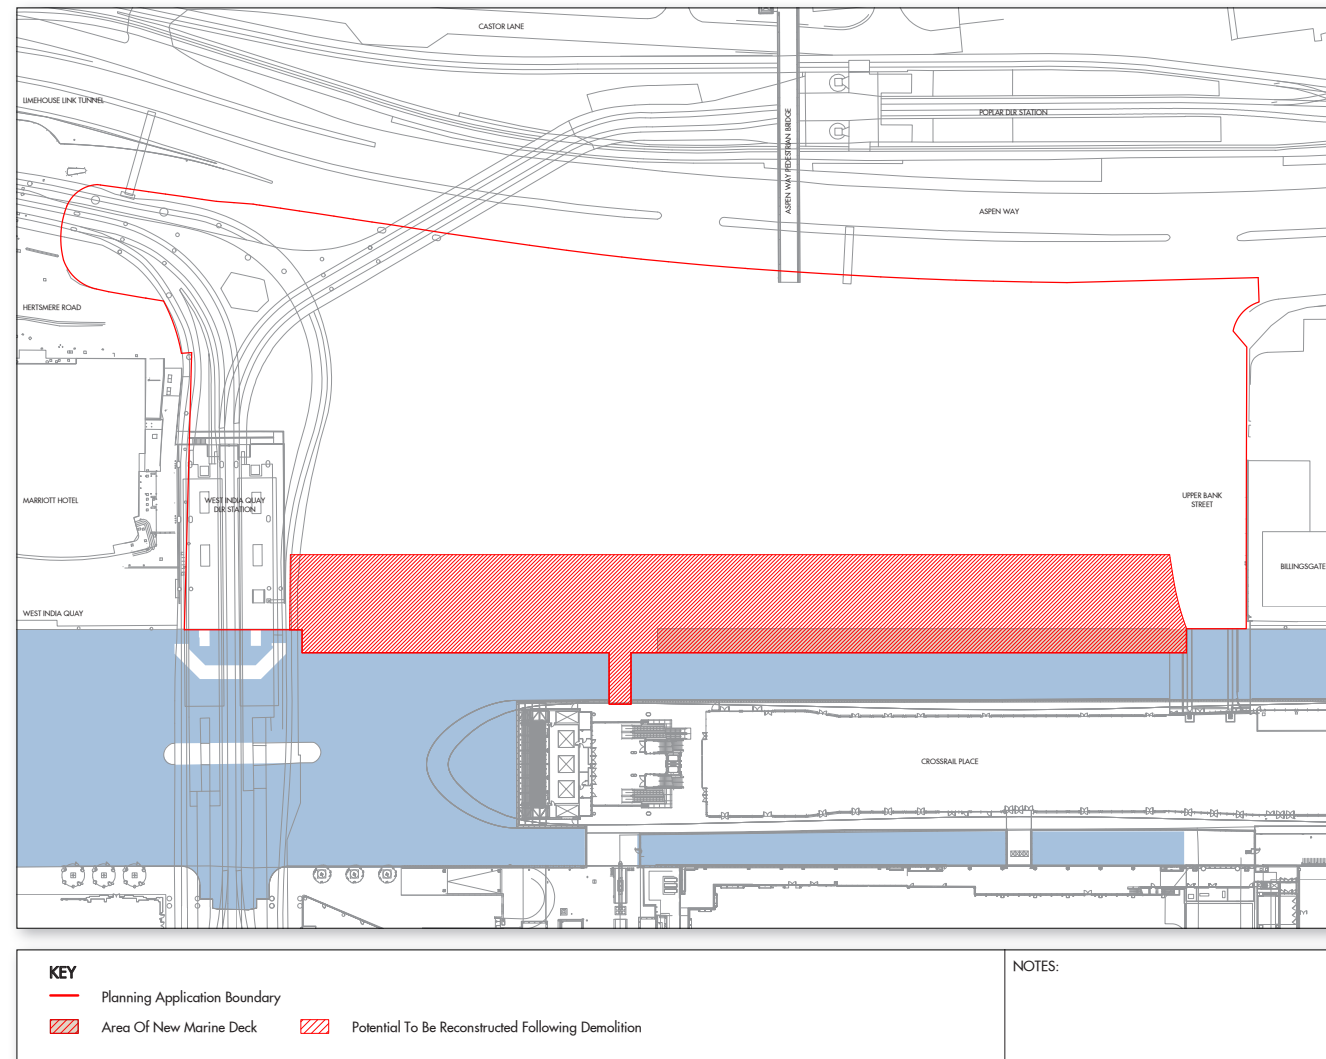 CASTOR LANE
LIMEHOUSE LINK TUNNEL
POPLAR DLR STATION
ASPEN WAY PEDESTRIAN BRIDGE
ASPEN WAY
HERTSMERE ROAD
MARRIOTT HOTEL
WEST INDIA QUAY
DLR STATION
UPPER BANK
STREET
BILLINGSGATE
WEST INDIA QUAY
CROSSRAIL PLACE
KEY
Planning Application Boundary
Area Of New Marine Deck
Potential To Be Reconstructed Following Demolition
NOTES: